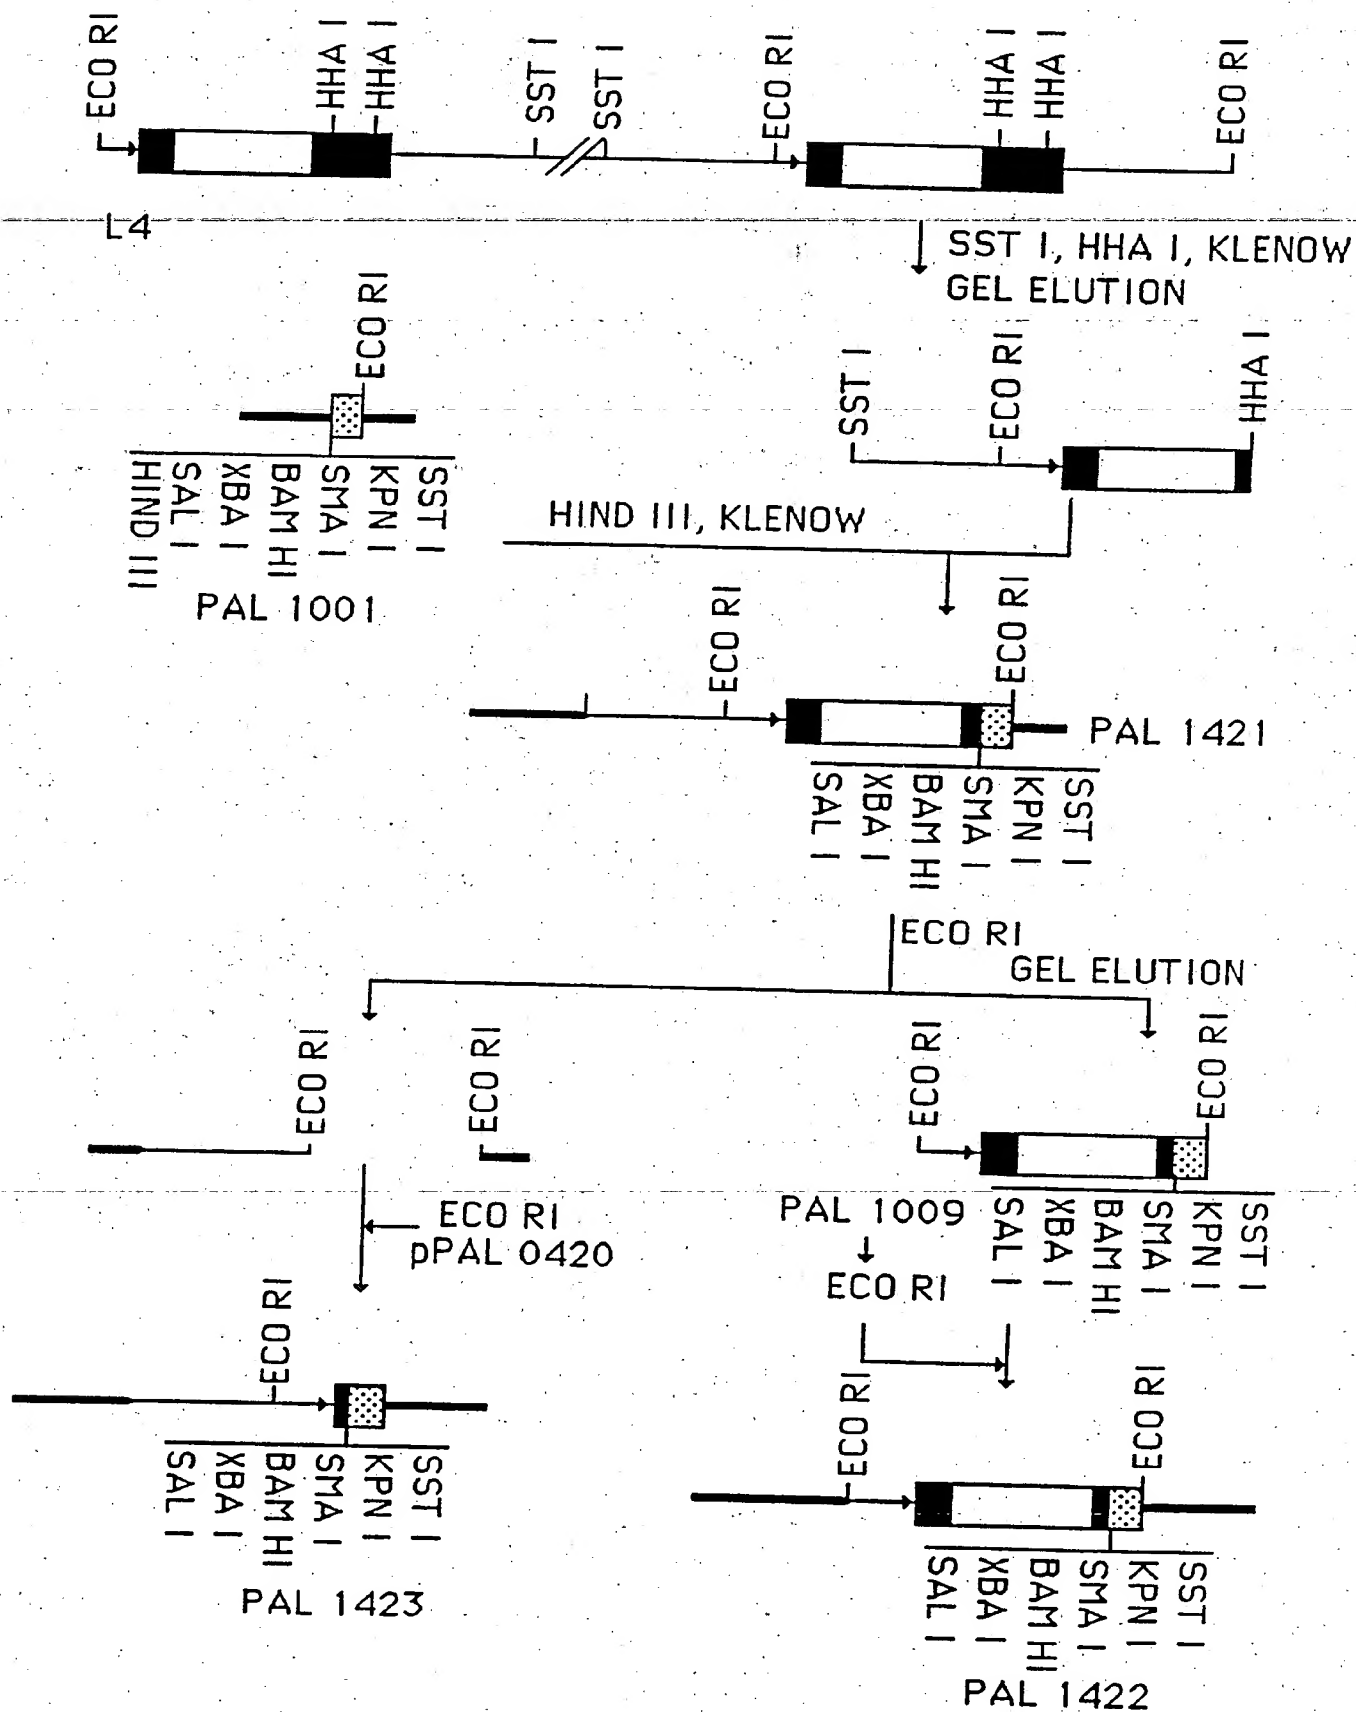 ECO RI
HHA I
HHA I
SST I
SST I
ECO RI
HHA I
HHA I
ECO RI
L4
SST I, HHA I, KLENOW
GEL ELUTION
ECO RI
HIND III
SAL I
XBA I
BAM HI
SMA I
KPN I
SST I
PAL 1001
SST I
ECO RI
HHA I
HIND III, KLENOW
ECO RI
ECO RI
PAL 1421
SAL I
XBA I
BAM HI
SMA I
KPN I
SST I
ECO RI
GEL ELUTION
ECO RI
ECO RI
ECO RI
ECO RI
ECO RI
pPAL 0420
PAL 1009
ECO RI
SAL I
XBA I
BAM HI
SMA I
KPN I
SST I
ECO RI
SAL I
XBA I
BAM HI
SMA I
KPN I
SST I
PAL 1423
ECO RI
ECO RI
SAL I
XBA I
BAM HI
SMA I
KPN I
SST I
PAL 1422